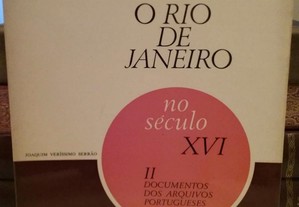 O RIO
DE
JANEIRO
no
século
XVI
JOAQUIM VERÍSSIMO SERRÃO
II
DOCUMENTOS
DOS ARQUIVOS
PORTUGUESES